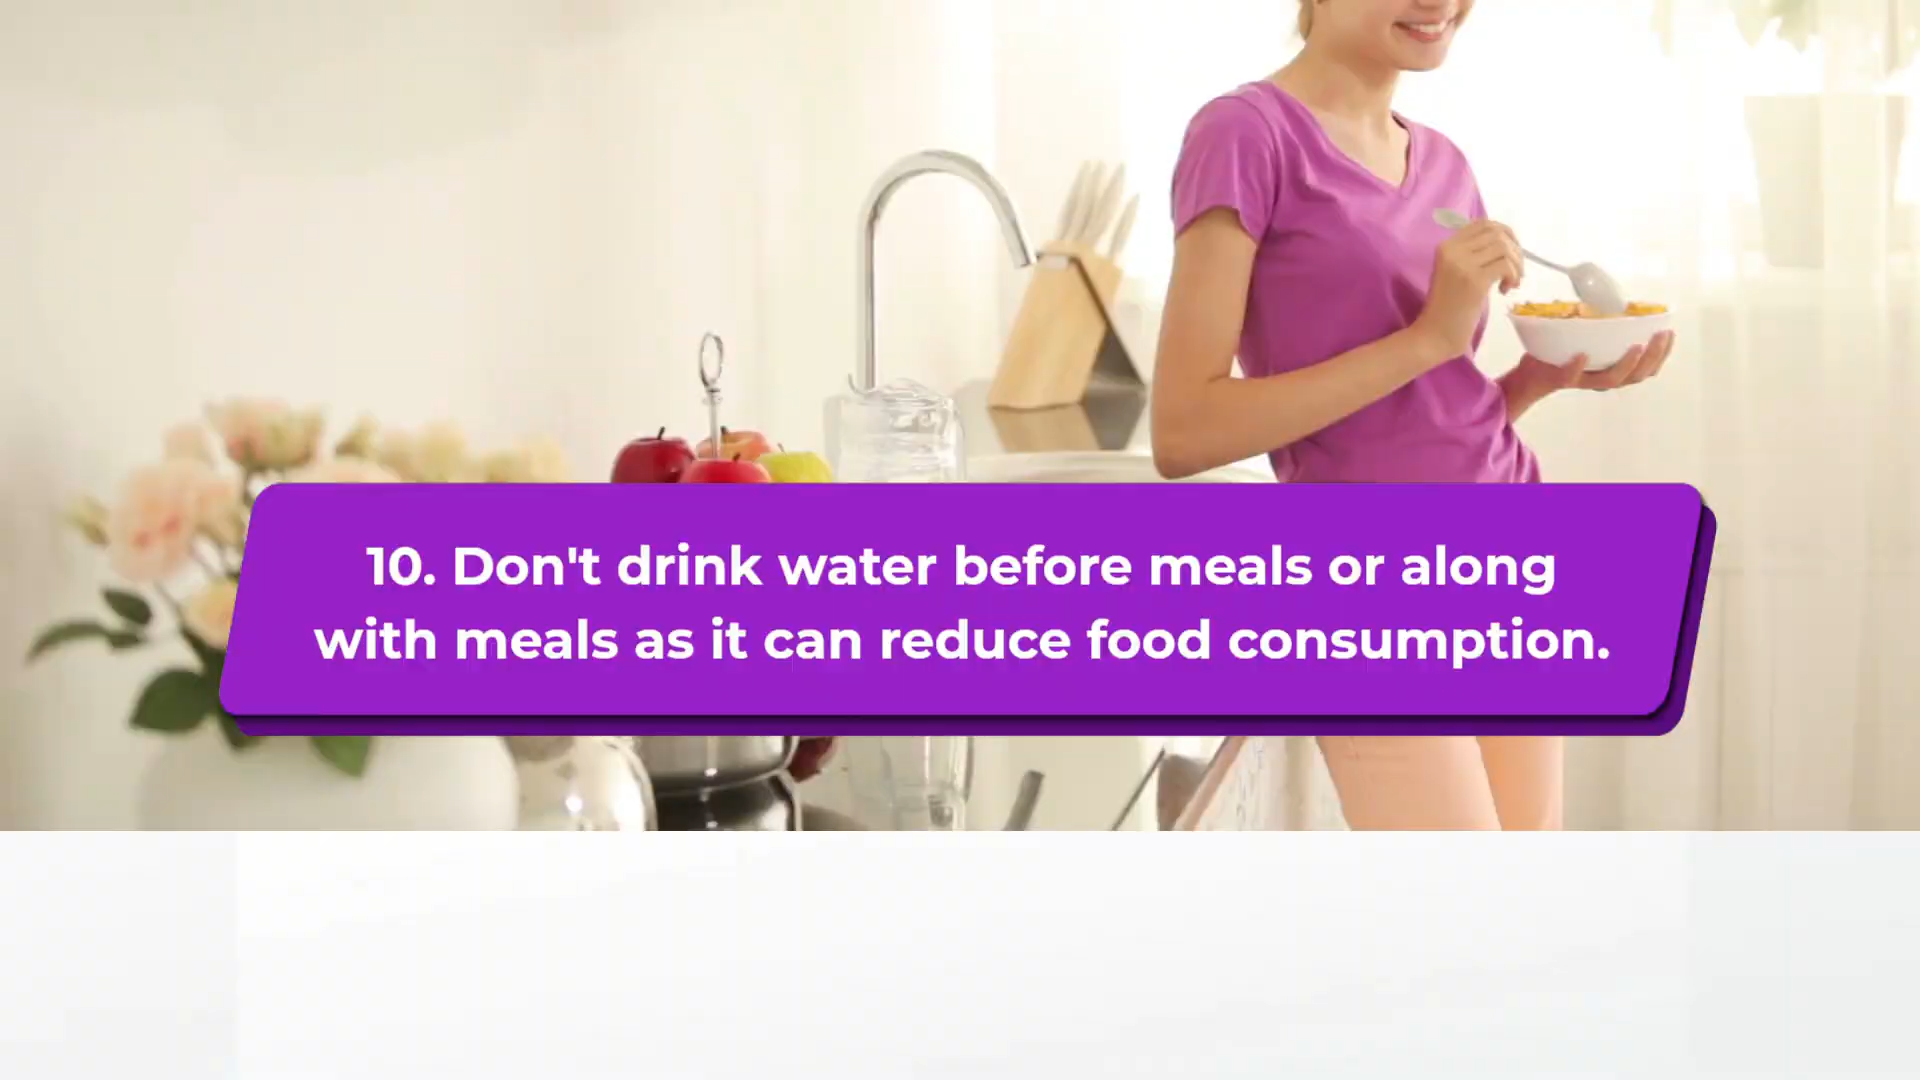 10. Don't drink water before meals or along
with meals as it can reduce food consumption.